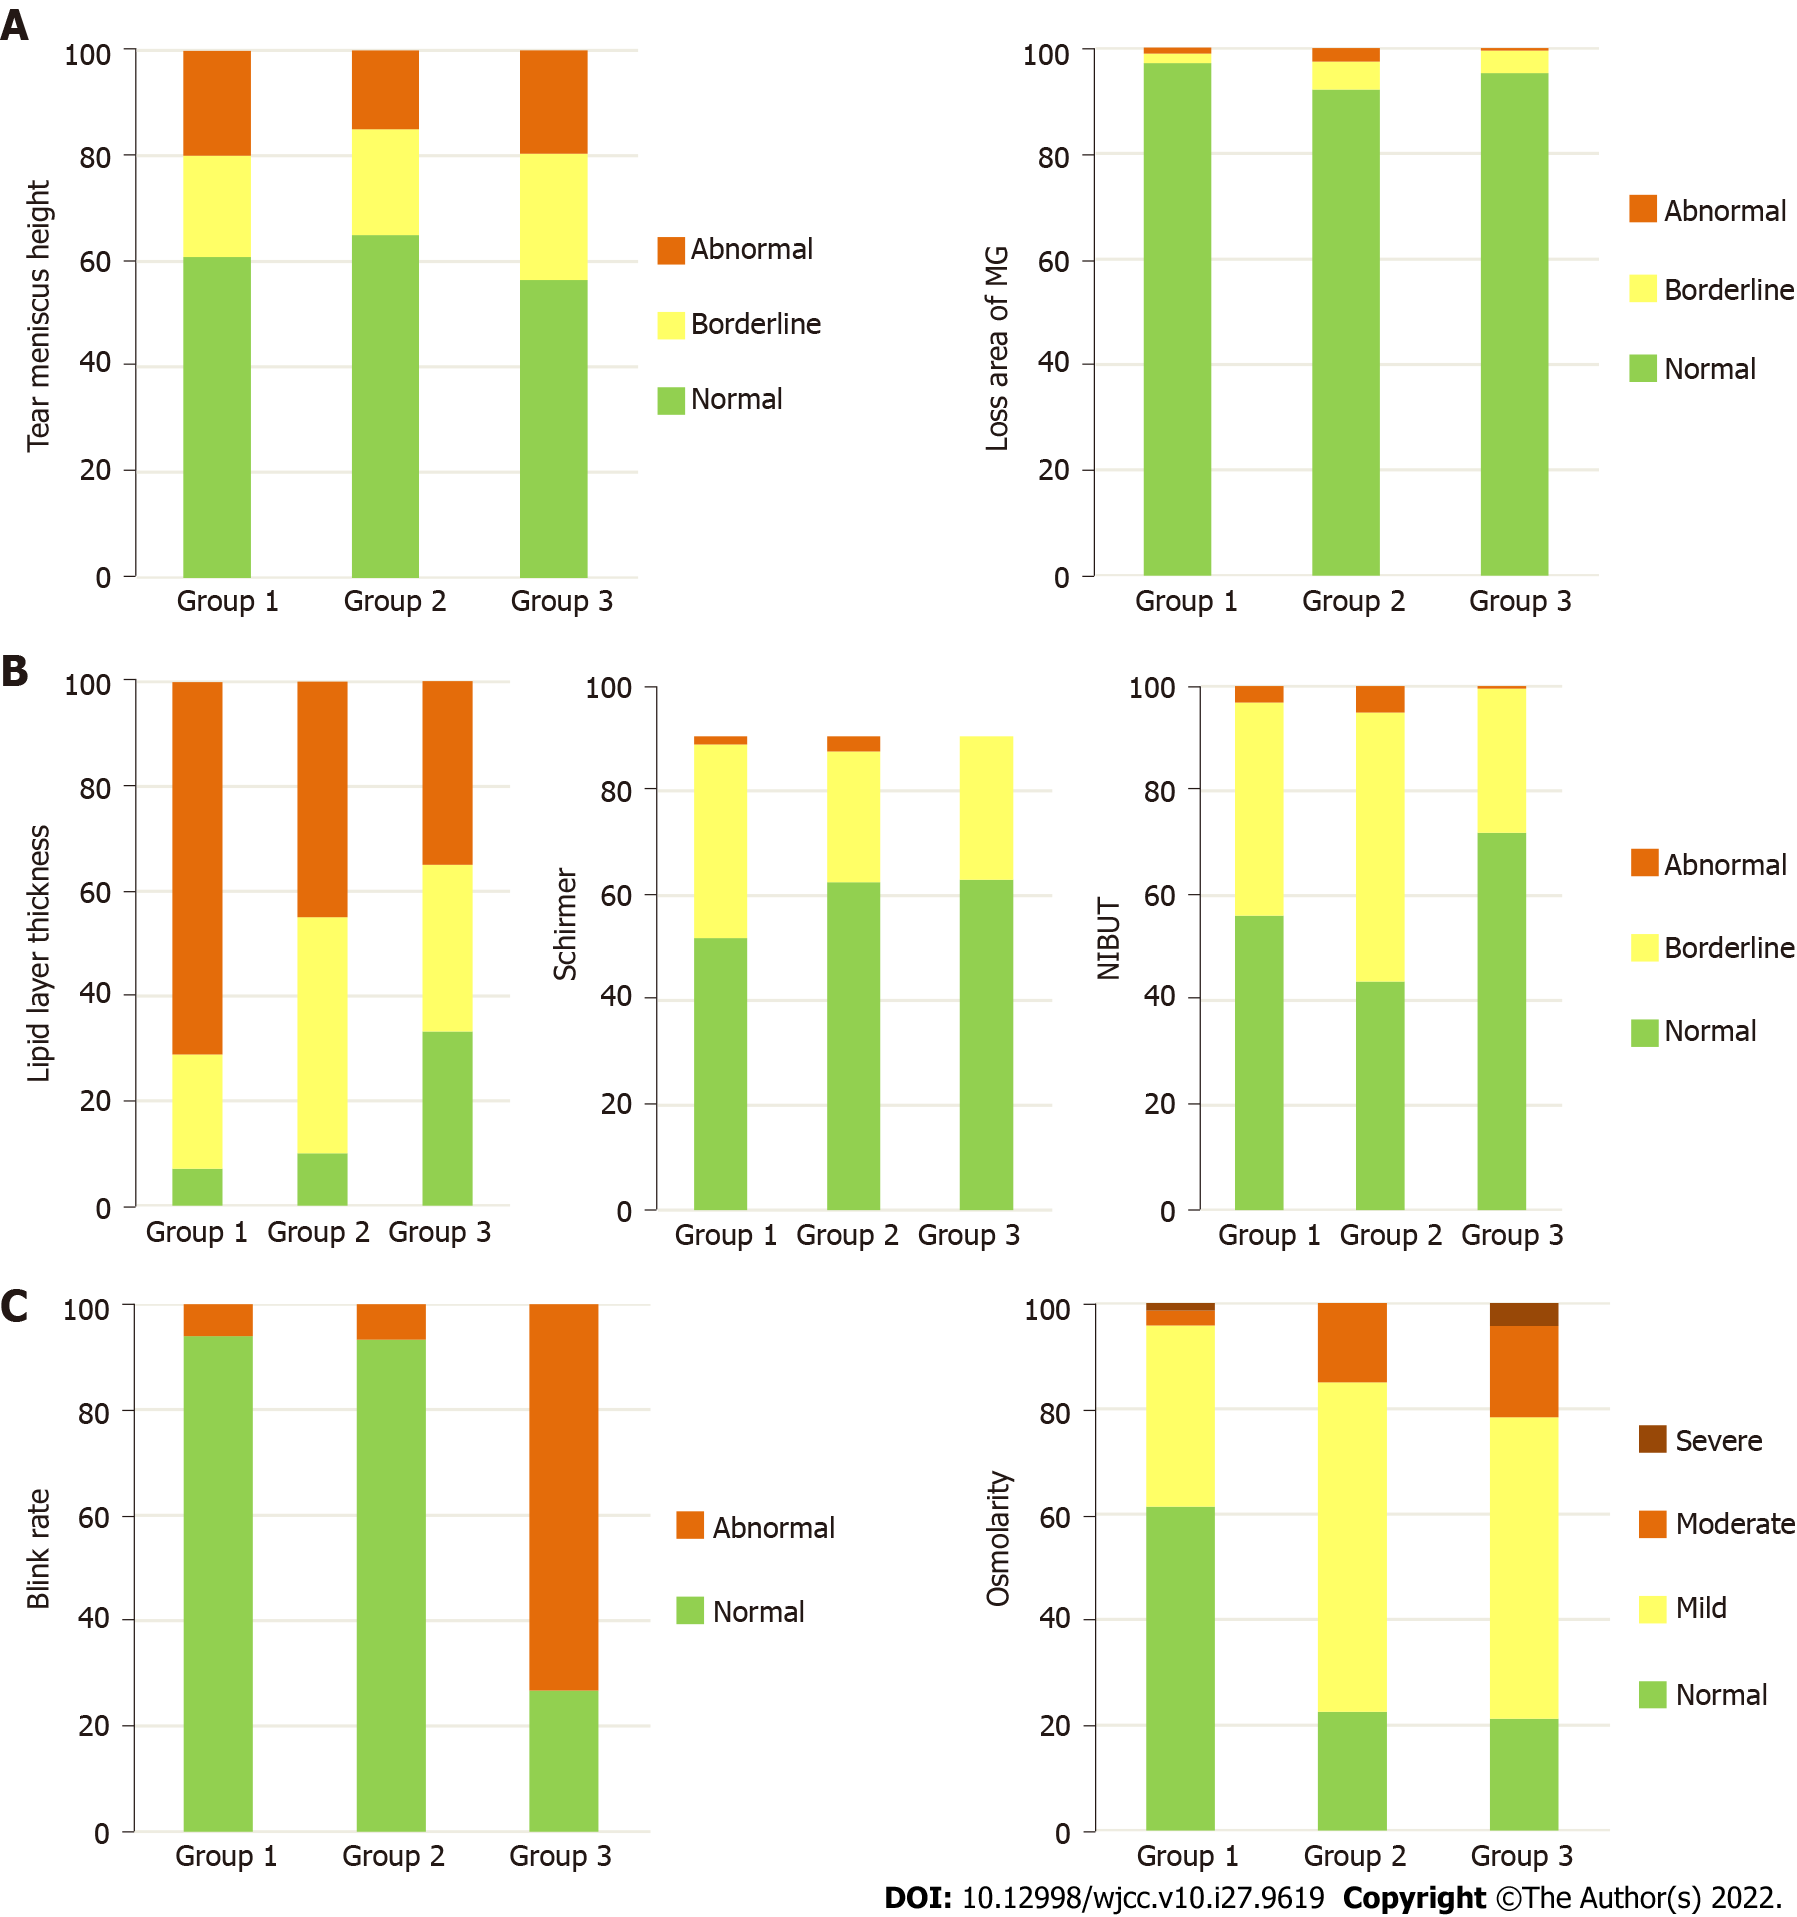 A
100
80
60
40
20
0
Tear meniscus height
Group 1 Group 2 Group 3
Abnormal
Borderline
Normal
100
80
60
40
20
0
Loss area of MG
Group 1 Group 2 Group 3
Abnormal
Borderline
Normal
B
100
80
60
40
20
0
Lipid layer thickness
Group 1 Group 2 Group 3
100
80
60
40
20
0
Schirmer
Group 1 Group 2 Group 3
100
80
60
40
20
0
NIBUT
Group 1 Group 2 Group 3
Abnormal
Borderline
Normal
C
100
80
60
40
20
0
Blink rate
Group 1 Group 2 Group 3
Abnormal
Normal
100
80
60
40
20
0
Osmolarity
Group 1 Group 2 Group 3
Severe
Moderate
Mild
Normal
DOI: 10.12998/wjcc.v10.i27.9619 Copyright ©The Author(s) 2022.